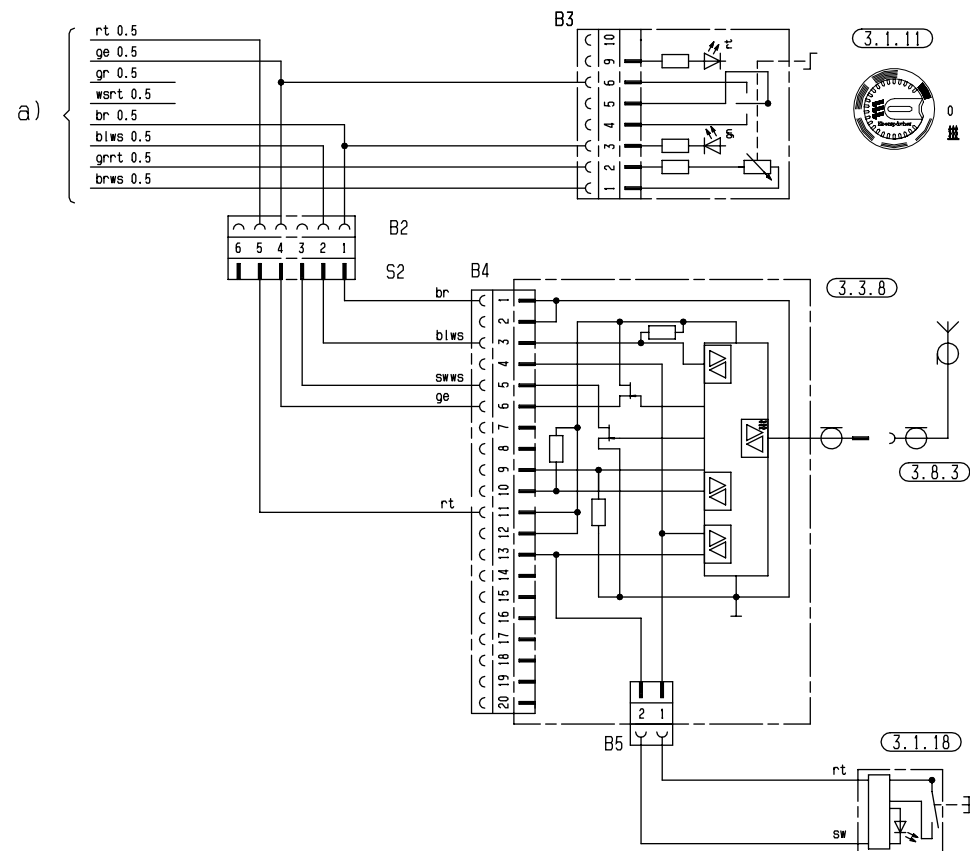 B3
rt 0.5
ge 0.5
gr 0.5
wsrt 0.5
br 0.5
blws 0.5
grrt 0.5
brws 0.5
a)
10
9
6
5
4
3
2
1
3.1.11
0
B2
6 5 4 3 2 1
S2
B4
3.3.8
br
blws
swws
ge
rt
1
2
3
4
5
6
7
8
9
10
11
12
13
14
15
16
17
18
19
20
3.8.3
2 1
B5
3.1.18
rt
sw